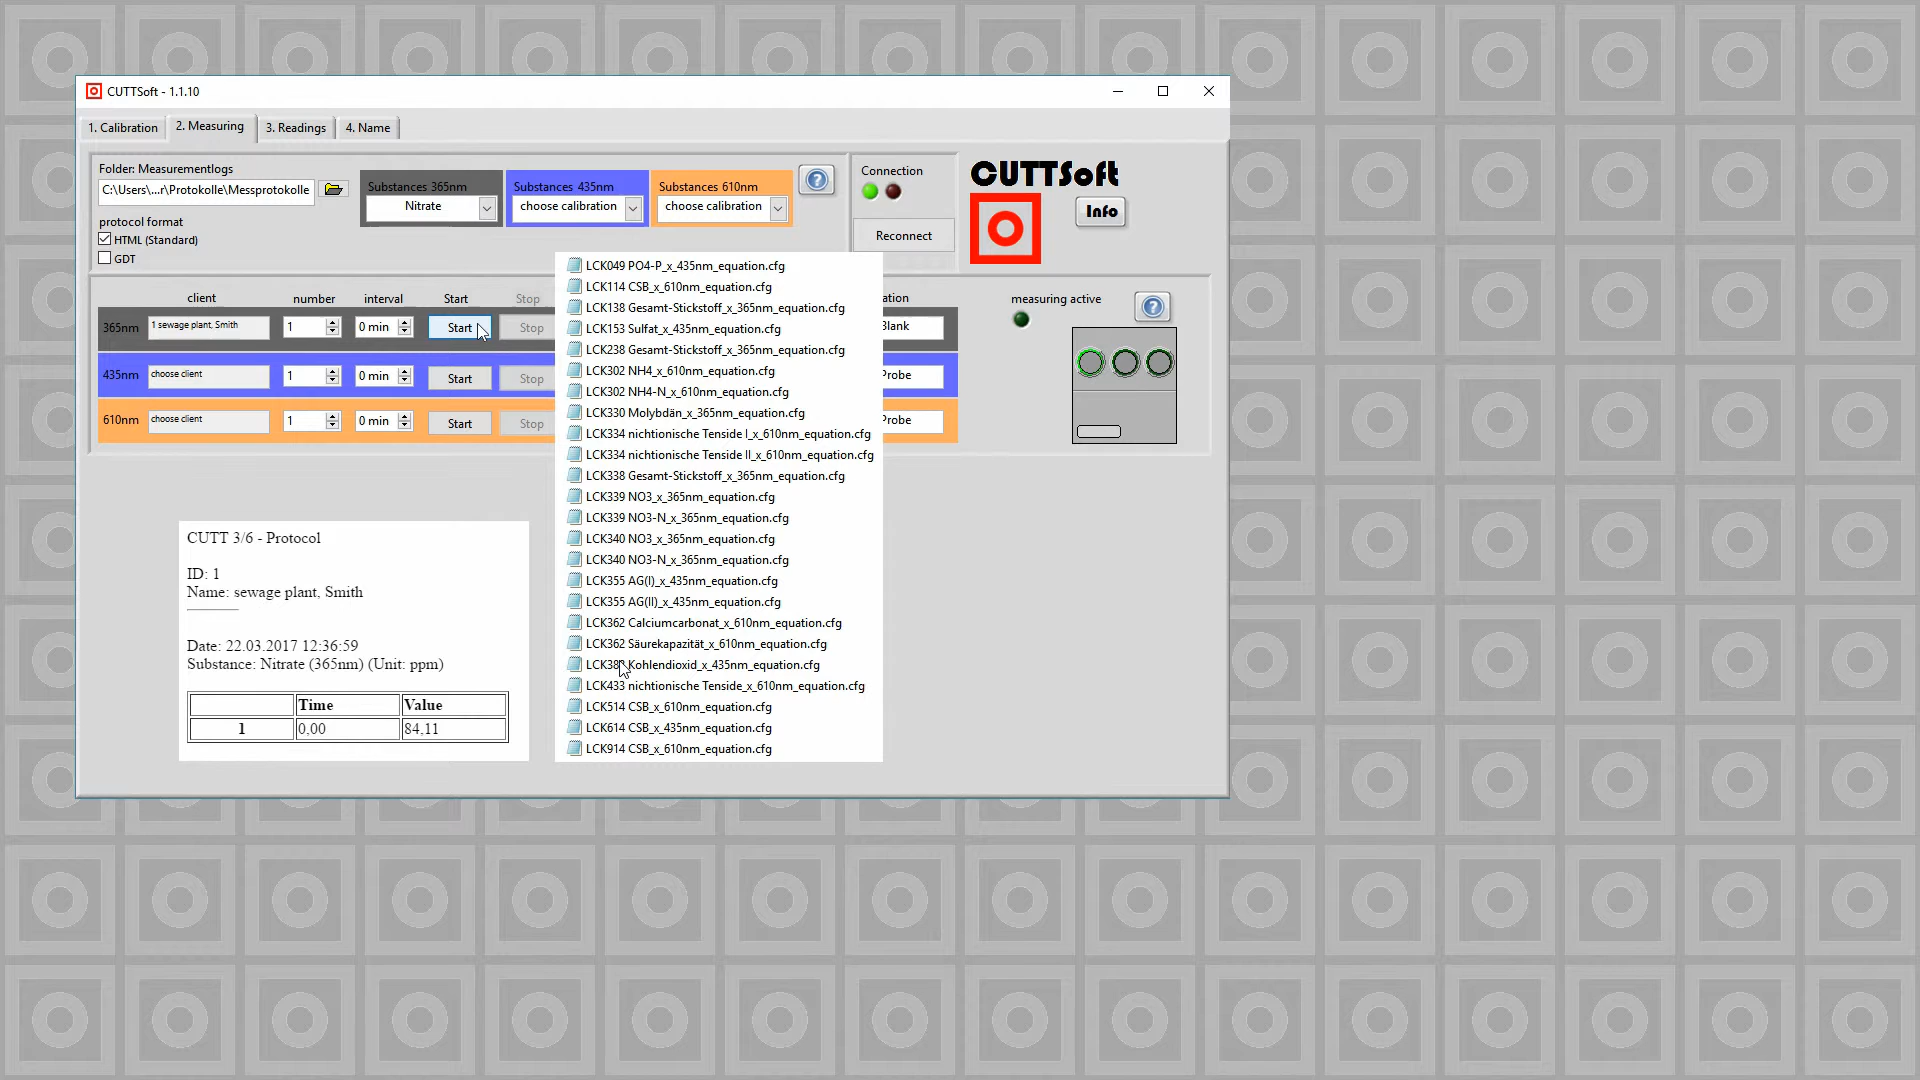 CUTTSoft - 1.1.10
1. Calibration
2. Measuring
3. Readings
4. Name
Folder: Measurementlogs
C:\Users\...r\Protokolle\Messprotokolle
protocol format
HTML (Standard)
GDT
Substances 365nm
Nitrate
Substances 435nm
choose calibration
Substances 610nm
choose calibration
?
Connection
Reconnect
CUTTSoft
Info
client
number
interval
Start
Stop
ation
365nm
1 sewage plant, Smith
1
0 min
Start
Stop
Blank
435nm
choose client
1
0 min
Start
Stop
Probe
610nm
choose client
1
0 min
Start
Stop
Probe
measuring active
?
LCK049 PO4-P_x_435nm_equation.cfg
LCK114 CSB_x_610nm_equation.cfg
LCK138 Gesamt-Stickstoff_x_365nm_equation.cfg
LCK153 Sulfat_x_435nm_equation.cfg
LCK238 Gesamt-Stickstoff_x_365nm_equation.cfg
LCK302 NH4_x_610nm_equation.cfg
LCK302 NH4-N_x_610nm_equation.cfg
LCK330 Molybdän_x_365nm_equation.cfg
LCK334 nichtionische Tenside I_x_610nm_equation.cfg
LCK334 nichtionische Tenside II_x_610nm_equation.cfg
LCK338 Gesamt-Stickstoff_x_365nm_equation.cfg
LCK339 NO3_x_365nm_equation.cfg
LCK339 NO3-N_x_365nm_equation.cfg
LCK340 NO3_x_365nm_equation.cfg
LCK340 NO3-N_x_365nm_equation.cfg
LCK355 AG(I)_x_435nm_equation.cfg
LCK355 AG(II)_x_435nm_equation.cfg
LCK362 Calciumcarbonat_x_610nm_equation.cfg
LCK362 Säurekapazität_x_610nm_equation.cfg
Kohlendioxid_x_435nm_equation.cfg
LCK433 nichtionische Tenside_x_610nm_equation.cfg
LCK514 CSB_x_610nm_equation.cfg
LCK614 CSB_x_435nm_equation.cfg
LCK914 CSB_x_610nm_equation.cfg
CUTT 3/6 - Protocol
ID: 1
Name: sewage plant, Smith
Date: 22.03.2017 12:36:59
Substance: Nitrate (365nm) (Unit: ppm)
Time Value
1 0,00 84,11